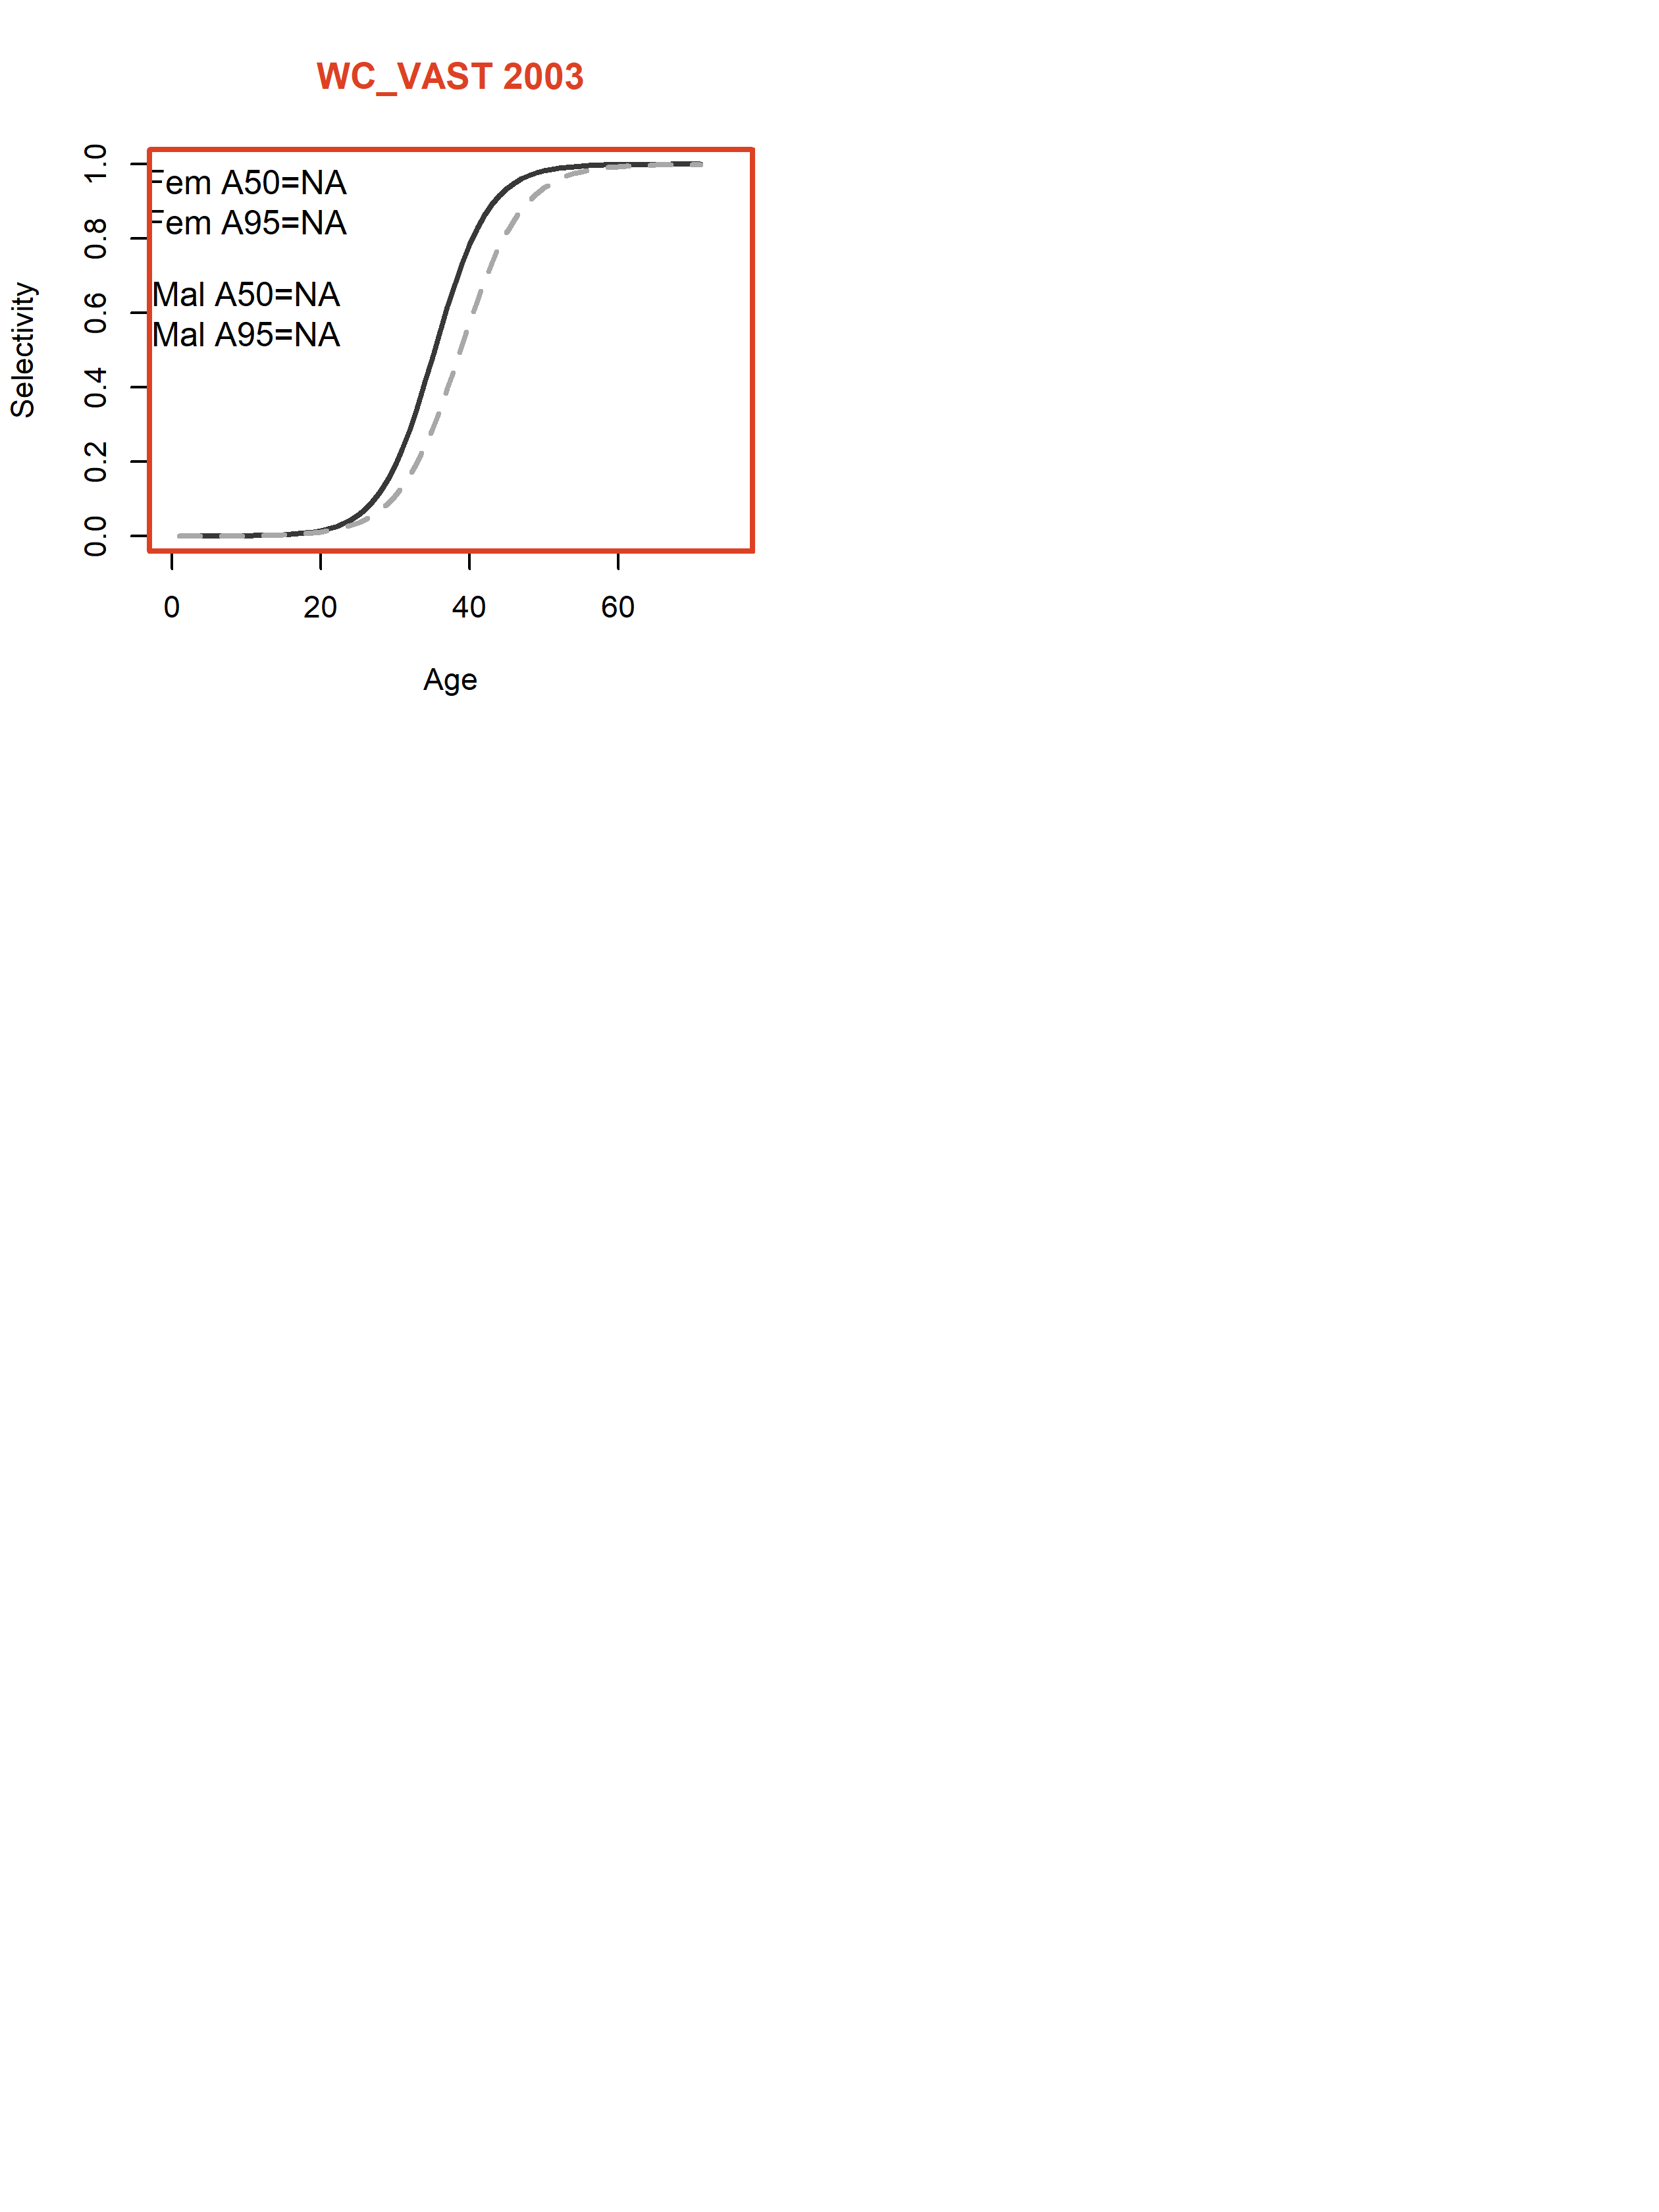 WC_VAST 2003
Selectivity
1.0
0.8
0.6
0.4
0.2
0.0
Fem A50=NA
Fem A95=NA
Mal A50=NA
Mal A95=NA
0 20 40 60
Age